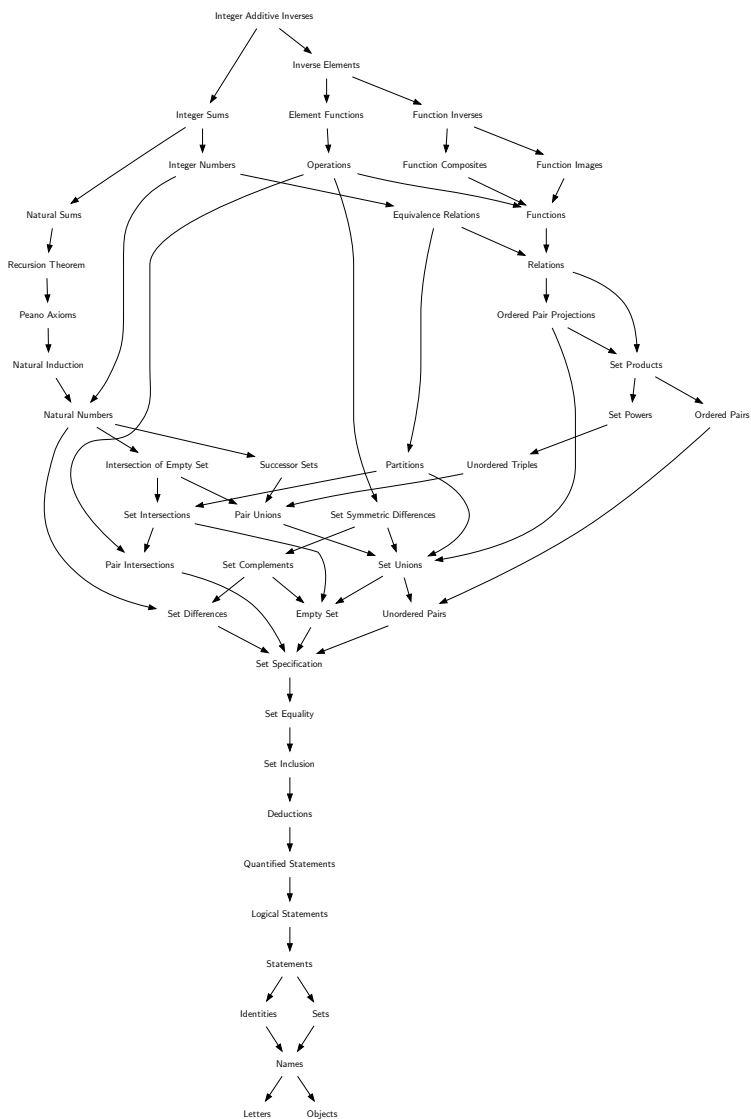 Integer Additive Inverses
Inverse Elements
Integer Sums
Element Functions
Function Inverses
Integer Numbers
Operations
Function Composites
Function Images
Natural Sums
Equivalence Relations
Functions
Recursion Theorem
Relations
Peano Axioms
Ordered Pair Projections
Natural Induction
Set Products
Natural Numbers
Set Powers
Ordered Pairs
Intersection of Empty Set
Successor Sets
Partitions
Unordered Triples
Set Intersections
Pair Unions
Set Symmetric Differences
Pair Intersections
Set Complements
Set Unions
Set Differences
Empty Set
Unordered Pairs
Set Specification
Set Equality
Set Inclusion
Deductions
Quantified Statements
Logical Statements
Statements
Identities
Sets
Names
Letters
Objects